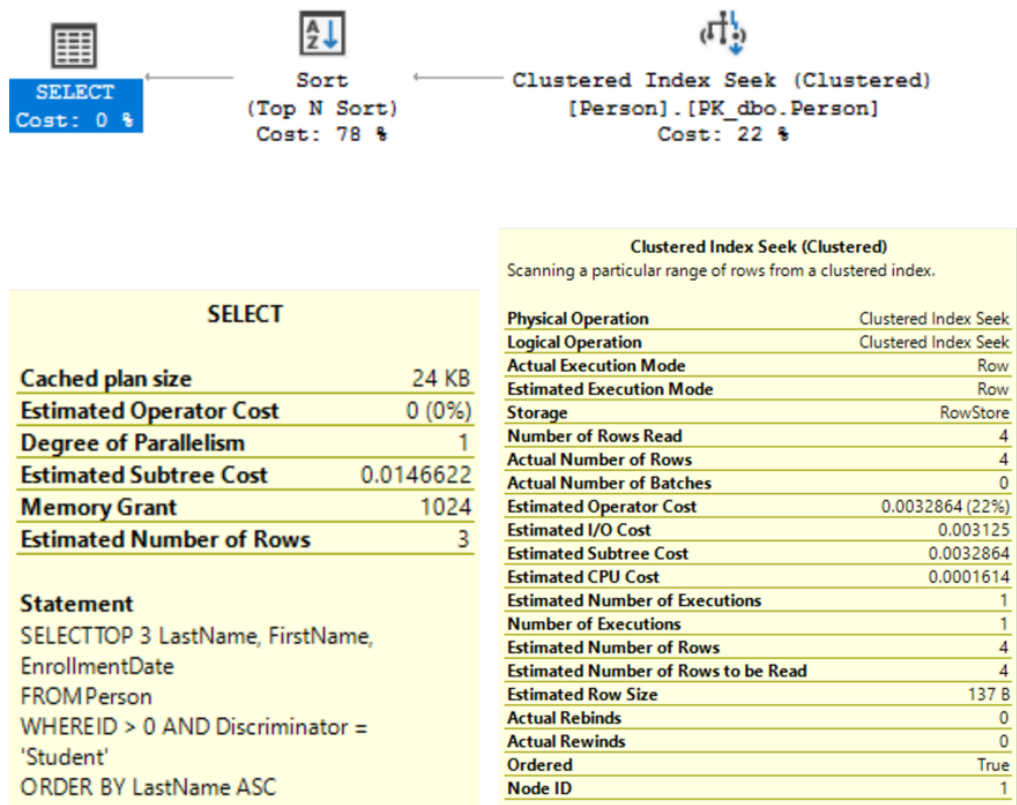 SELECT
Cost: 0 %
Sort
(Top N Sort)
Cost: 78 %
Clustered Index Seek (Clustered)
[Person].[PK_dbo.Person]
Cost: 22 %
SELECT
Cached plan size 24 KB
Estimated Operator Cost 0 (0%)
Degree of Parallelism 1
Estimated Subtree Cost 0.0146622
Memory Grant 1024
Estimated Number of Rows 3
Statement
SELECTTOP 3 LastName, FirstName,
EnrollmentDate
FROMPerson
WHEREID > 0 AND Discriminator =
'Student'
ORDER BY LastName ASC
Clustered Index Seek (Clustered)
Scanning a particular range of rows from a clustered index.
Physical Operation Clustered Index Seek
Logical Operation Clustered Index Seek
Actual Execution Mode Row
Estimated Execution Mode Row
Storage RowStore
Number of Rows Read 4
Actual Number of Rows 4
Actual Number of Batches 0
Estimated Operator Cost 0.0032864 (22%)
Estimated I/O Cost 0.003125
Estimated Subtree Cost 0.0032864
Estimated CPU Cost 0.0001614
Estimated Number of Executions 1
Number of Executions 1
Estimated Number of Rows 4
Estimated Number of Rows to be Read 4
Estimated Row Size 137 B
Actual Rebinds 0
Actual Rewinds 0
Ordered True
Node ID 1